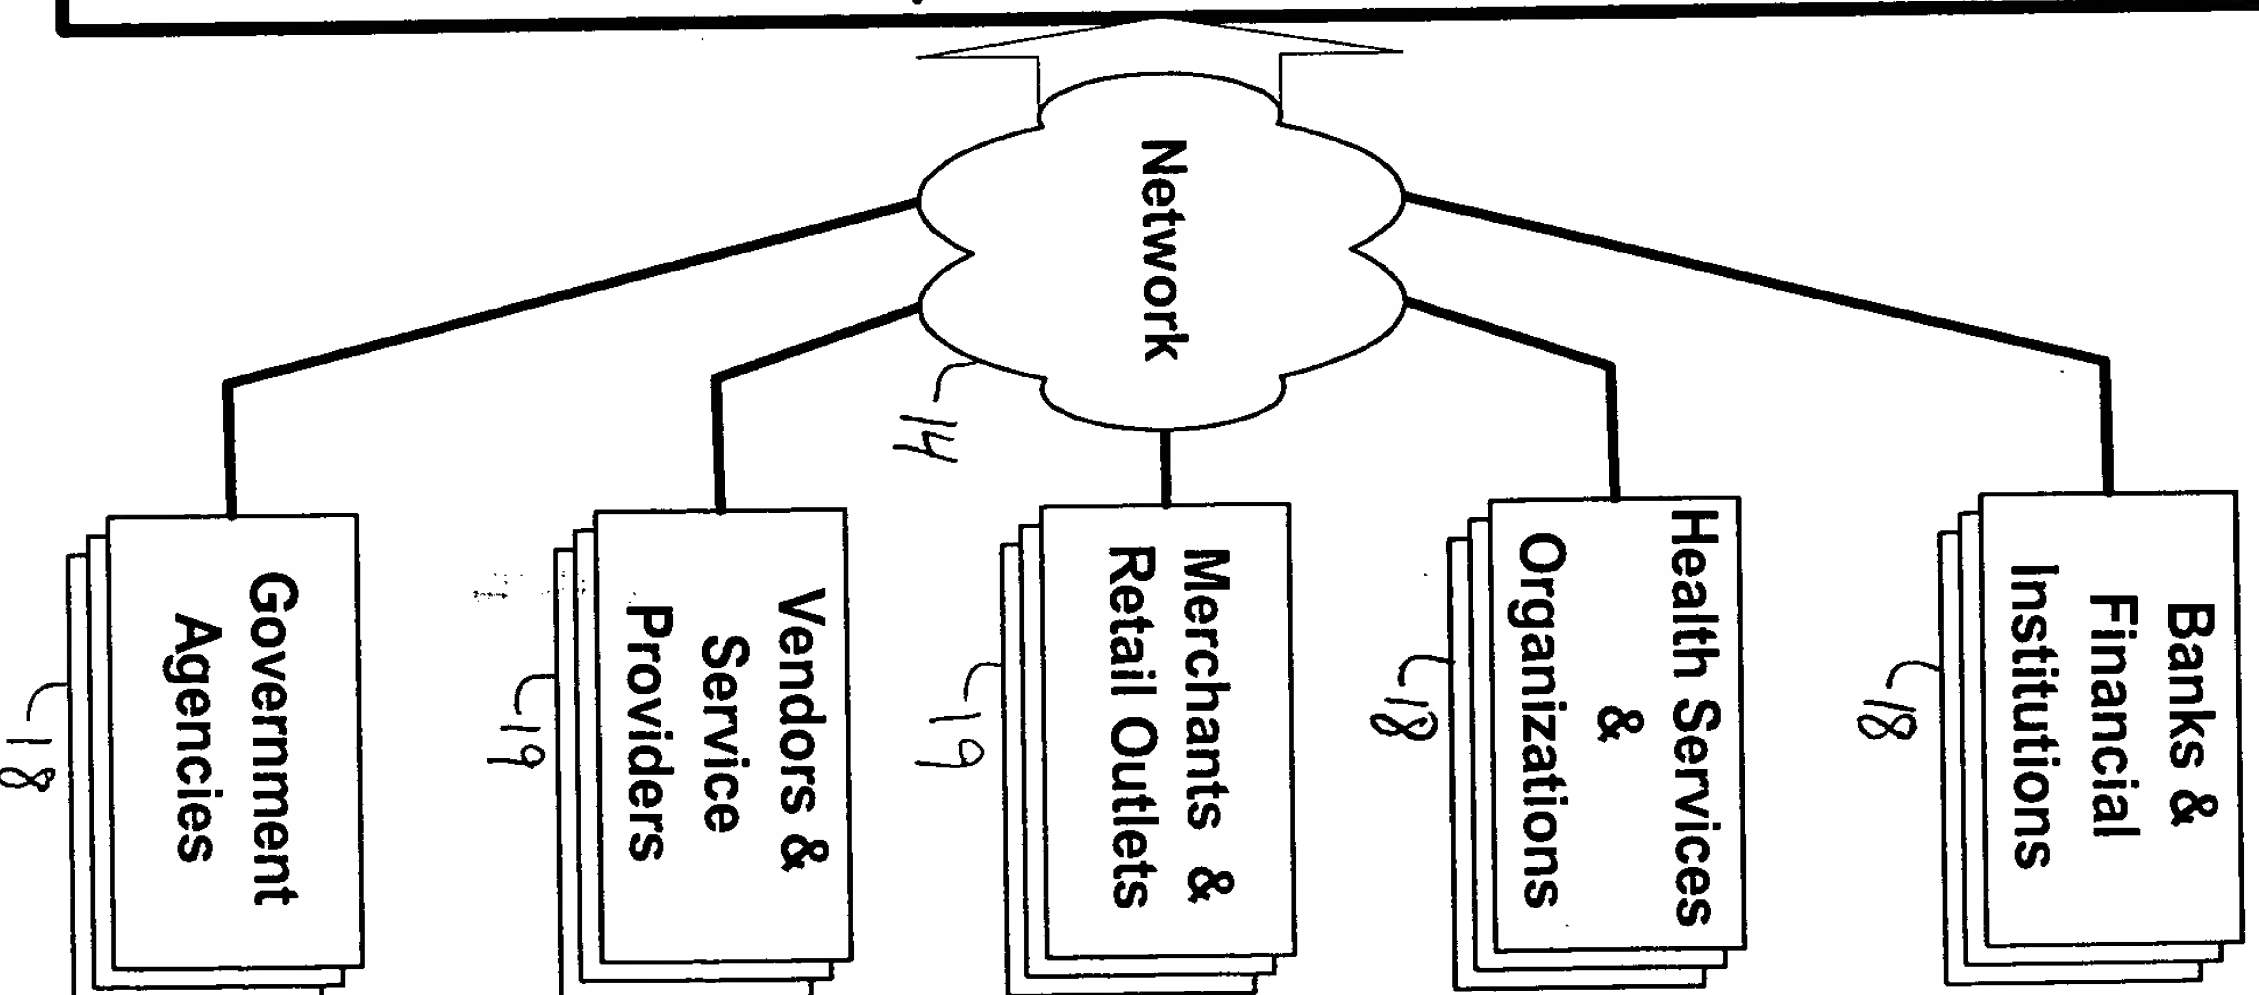 Banks &
Financial
Institutions
18
Health Services
&
Organizations
18
Network
14
Merchants &
Retail Outlets
19
Vendors &
Service
Providers
19
Government
Agencies
18